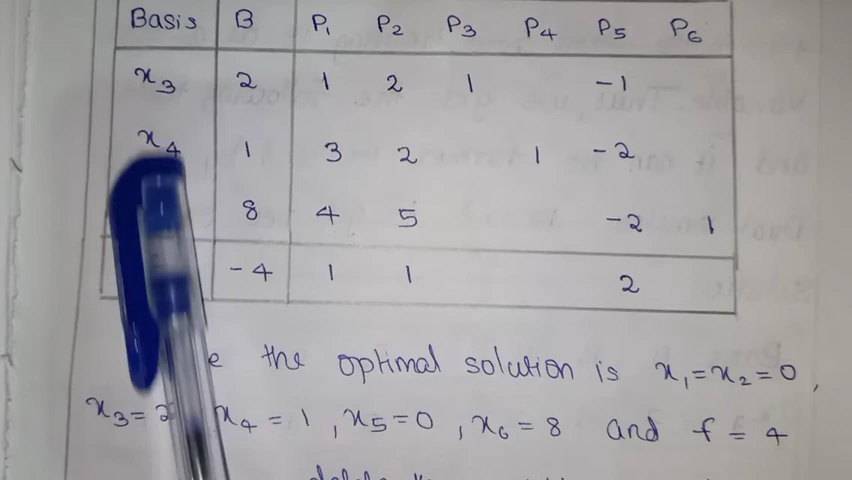 Basis B P1 P2 P3 P4 P5 P6
x3 2 1 2 1 -1
x4 1 3 2 1 -2
8 4 5 -2 1
-4 1 1 2
the optimal solution is x1=x2=0,
x3=2 x4=1, x5=0, x6=8 and f=4